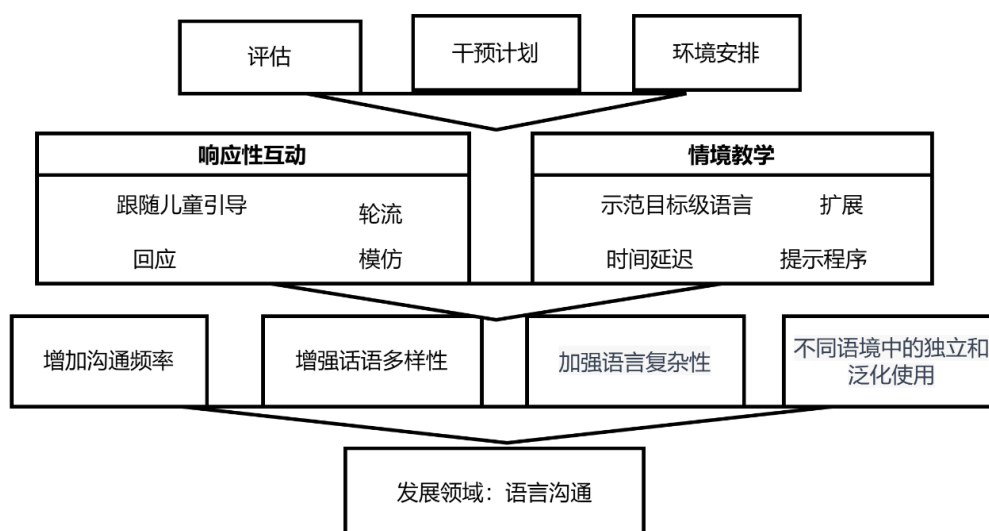 评估
干预计划
环境安排
响应性互动
跟随儿童引导
轮流
回应
模仿
情境教学
示范目标级语言
扩展
时间延迟
提示程序
增加沟通频率
增强话语多样性
加强语言复杂性
不同语境中的独立和
泛化使用
发展领域：语言沟通